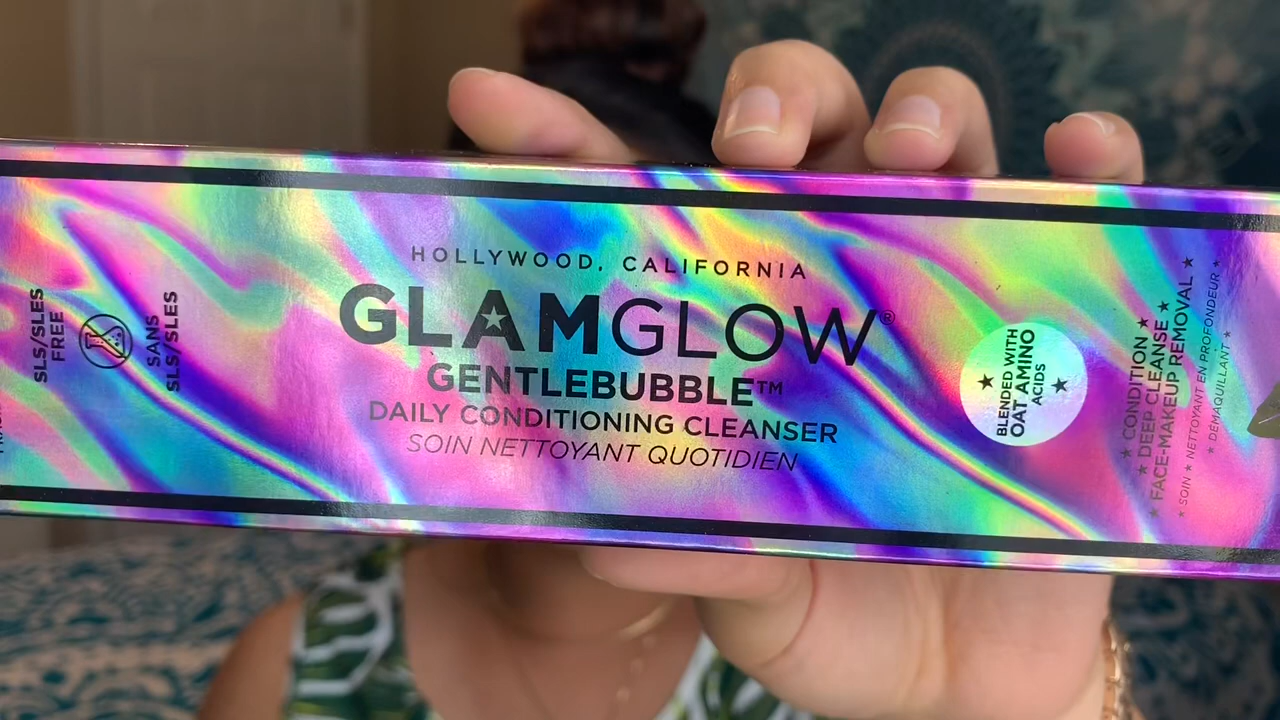 SLS/SLES
FREE
SANS
SLS/SLES
HOLLYWOOD, CALIFORNIA
GLAMGLOW®
GENTLEBUBBLE™
DAILY CONDITIONING CLEANSER
SOIN NETTOYANT QUOTIDIEN
BLENDED WITH
OAT AMINO
ACIDS
★ CONDITION ★
★ DEEP CLEANSE ★
★ FACE-MAKEUP REMOVAL ★
★ SOIN ★ NETTOYANT EN PROFONDEUR ★
★ DÉMAQUILLANT ★